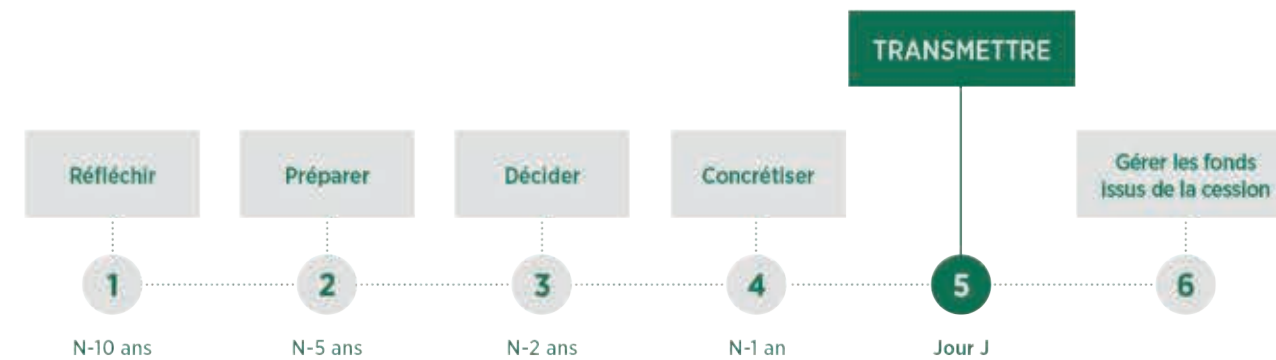 TRANSMETTRE
Réfléchir
Préparer
Décider
Concrétiser
Gérer les fonds
issus de la cession
1
2
3
4
5
6
N-10 ans
N-5 ans
N-2 ans
N-1 an
Jour J